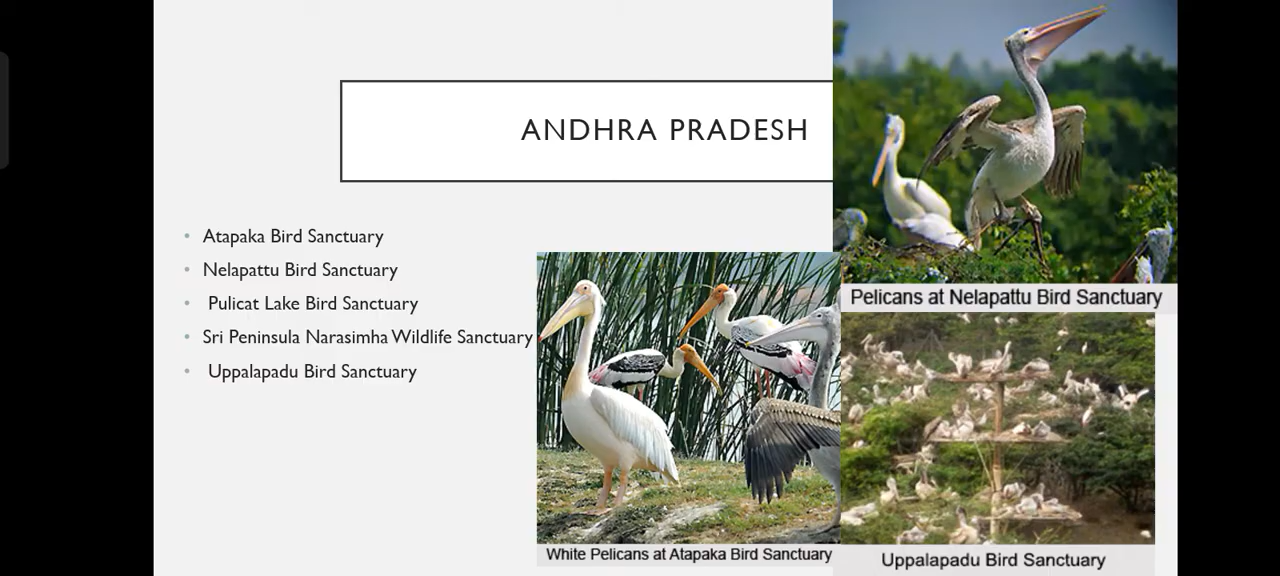 ANDHRA PRADESH
• Atapaka Bird Sanctuary
• Nelapattu Bird Sanctuary
• Pulicat Lake Bird Sanctuary
• Sri Peninsula Narasimha Wildlife Sanctuary
• Uppalapadu Bird Sanctuary
Pelicans at Nelapattu Bird Sanctuary
White Pelicans at Atapaka Bird Sanctuary
Uppalapadu Bird Sanctuary